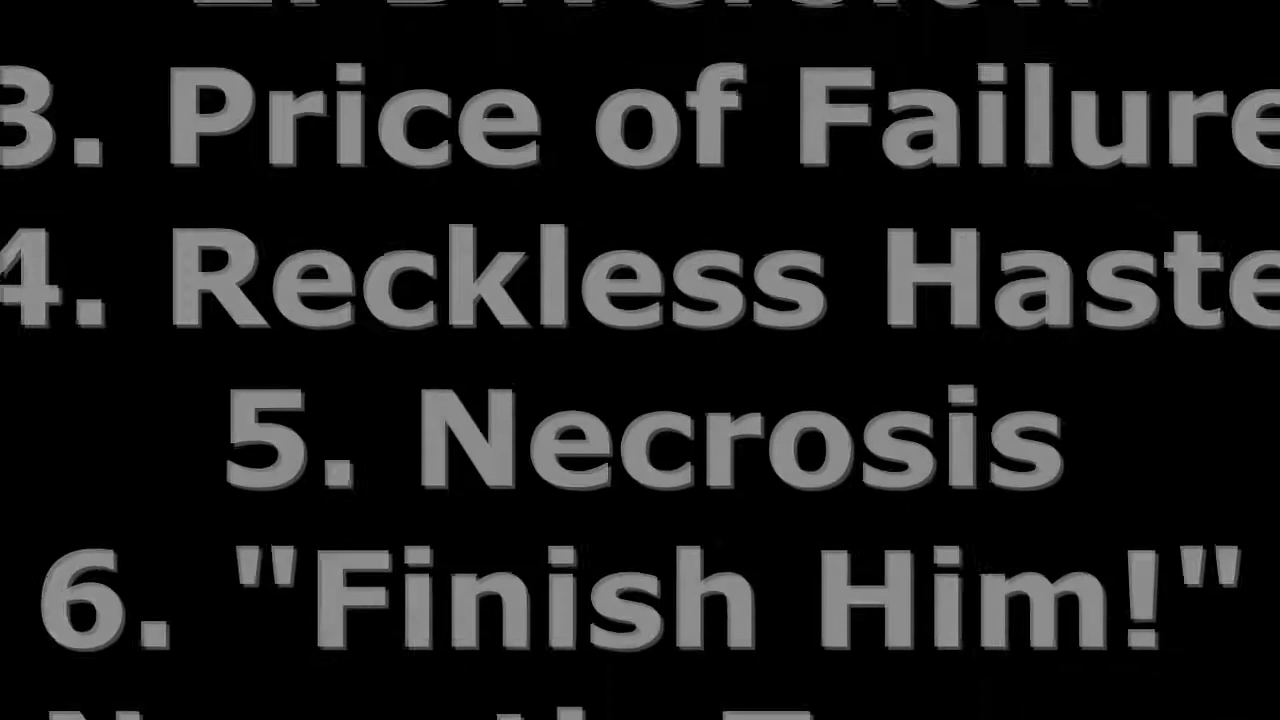 3. Price of Failure
4. Reckless Haste
5. Necrosis
6. "Finish Him!"